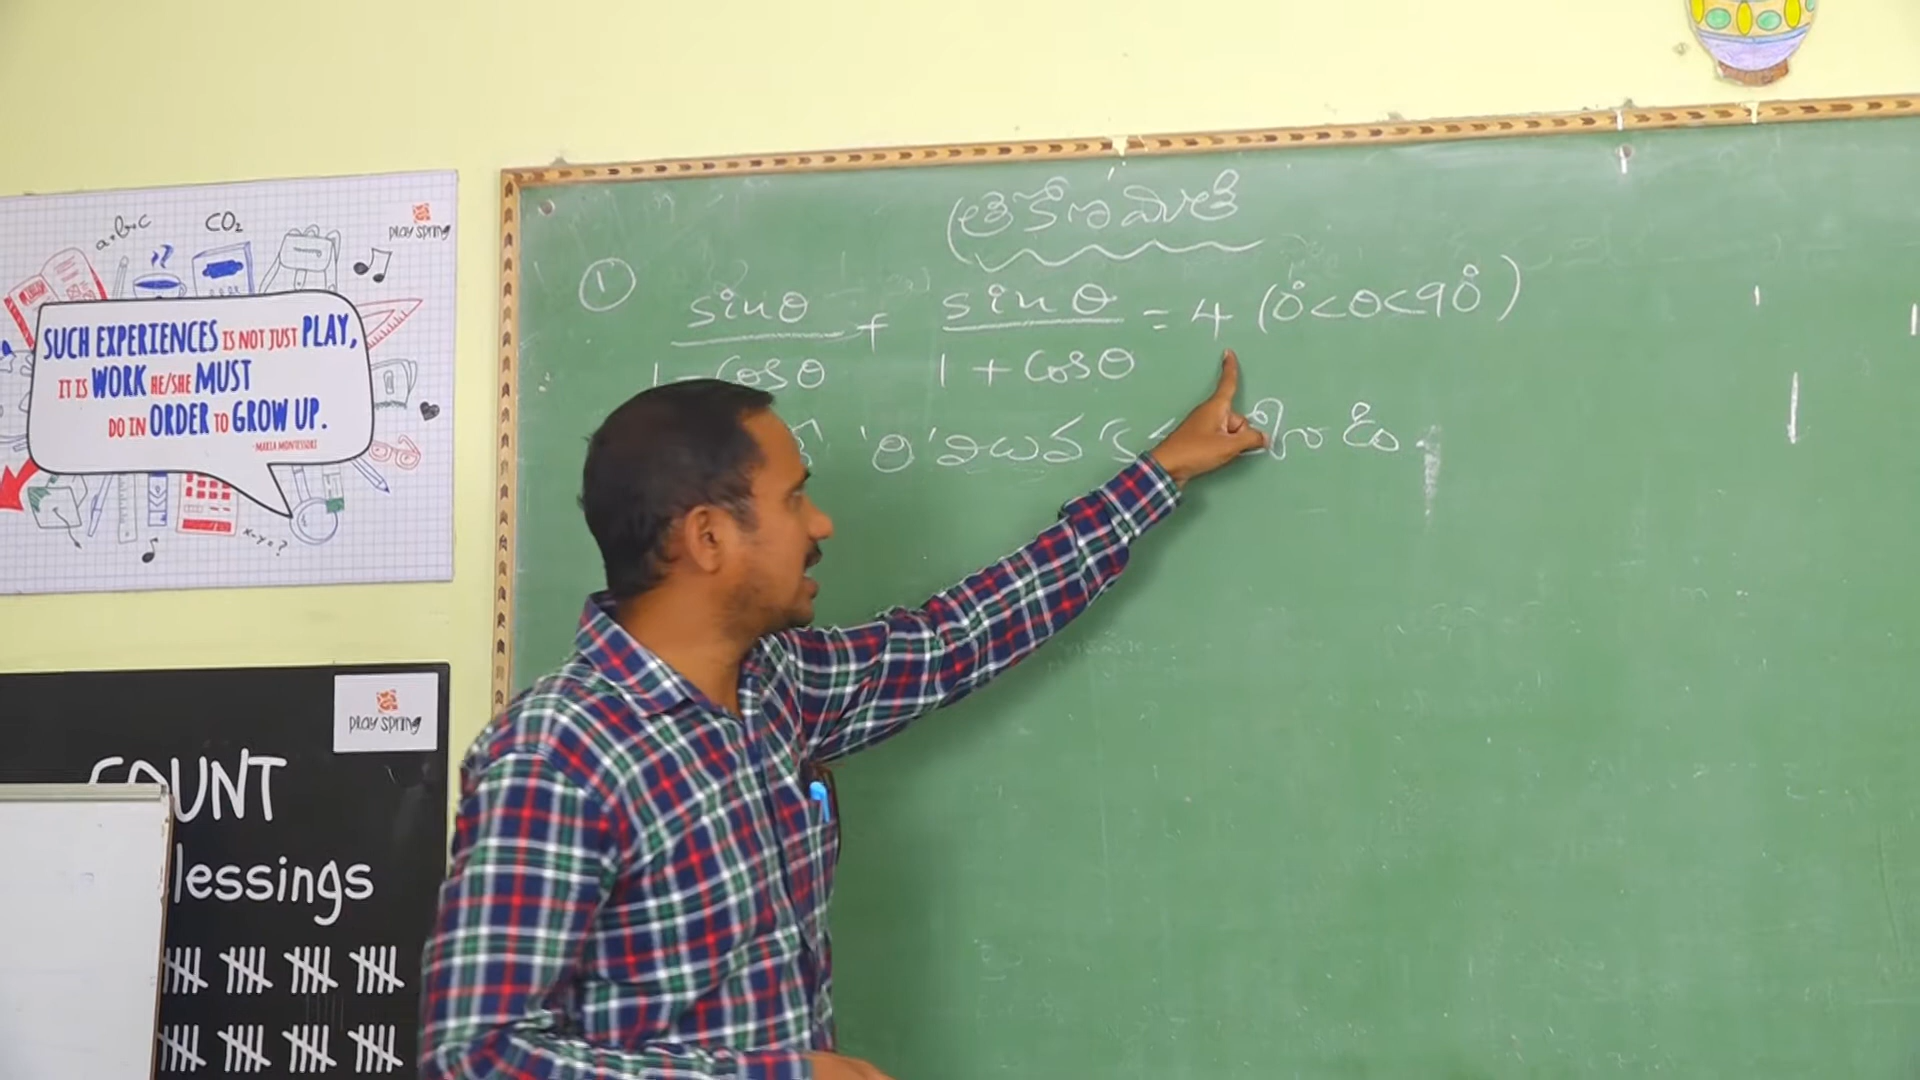 త్రికోణమితి
1
sinθ / 1 - cosθ + sinθ / 1 + cosθ = 4 (0° < θ < 90°)
'θ' విలువ
a+b=c
CO₂
play spring
SUCH EXPERIENCES IS NOT JUST PLAY,
IT IS WORK HE/SHE MUST
DO IN ORDER TO GROW UP.
-MARIA MONTESSORI
x-y=?
play spring
COUNT
lessings